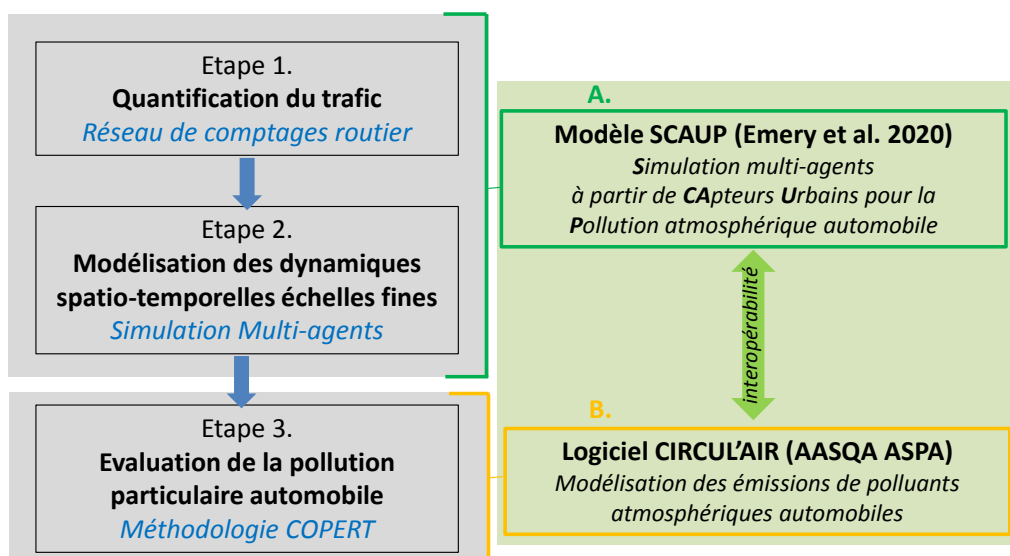 Etape 1.
Quantification du trafic
Réseau de comptages routier
Etape 2.
Modélisation des dynamiques
spatio-temporelles échelles fines
Simulation Multi-agents
Etape 3.
Evaluation de la pollution
particulaire automobile
Méthodologie COPERT
A.
Modèle SCAUP (Emery et al. 2020)
Simulation multi-agents
à partir de CApteurs Urbains pour la
Pollution atmosphérique automobile
interopérabilité
B.
Logiciel CIRCUL'AIR (AASQA ASPA)
Modélisation des émissions de polluants
atmosphériques automobiles